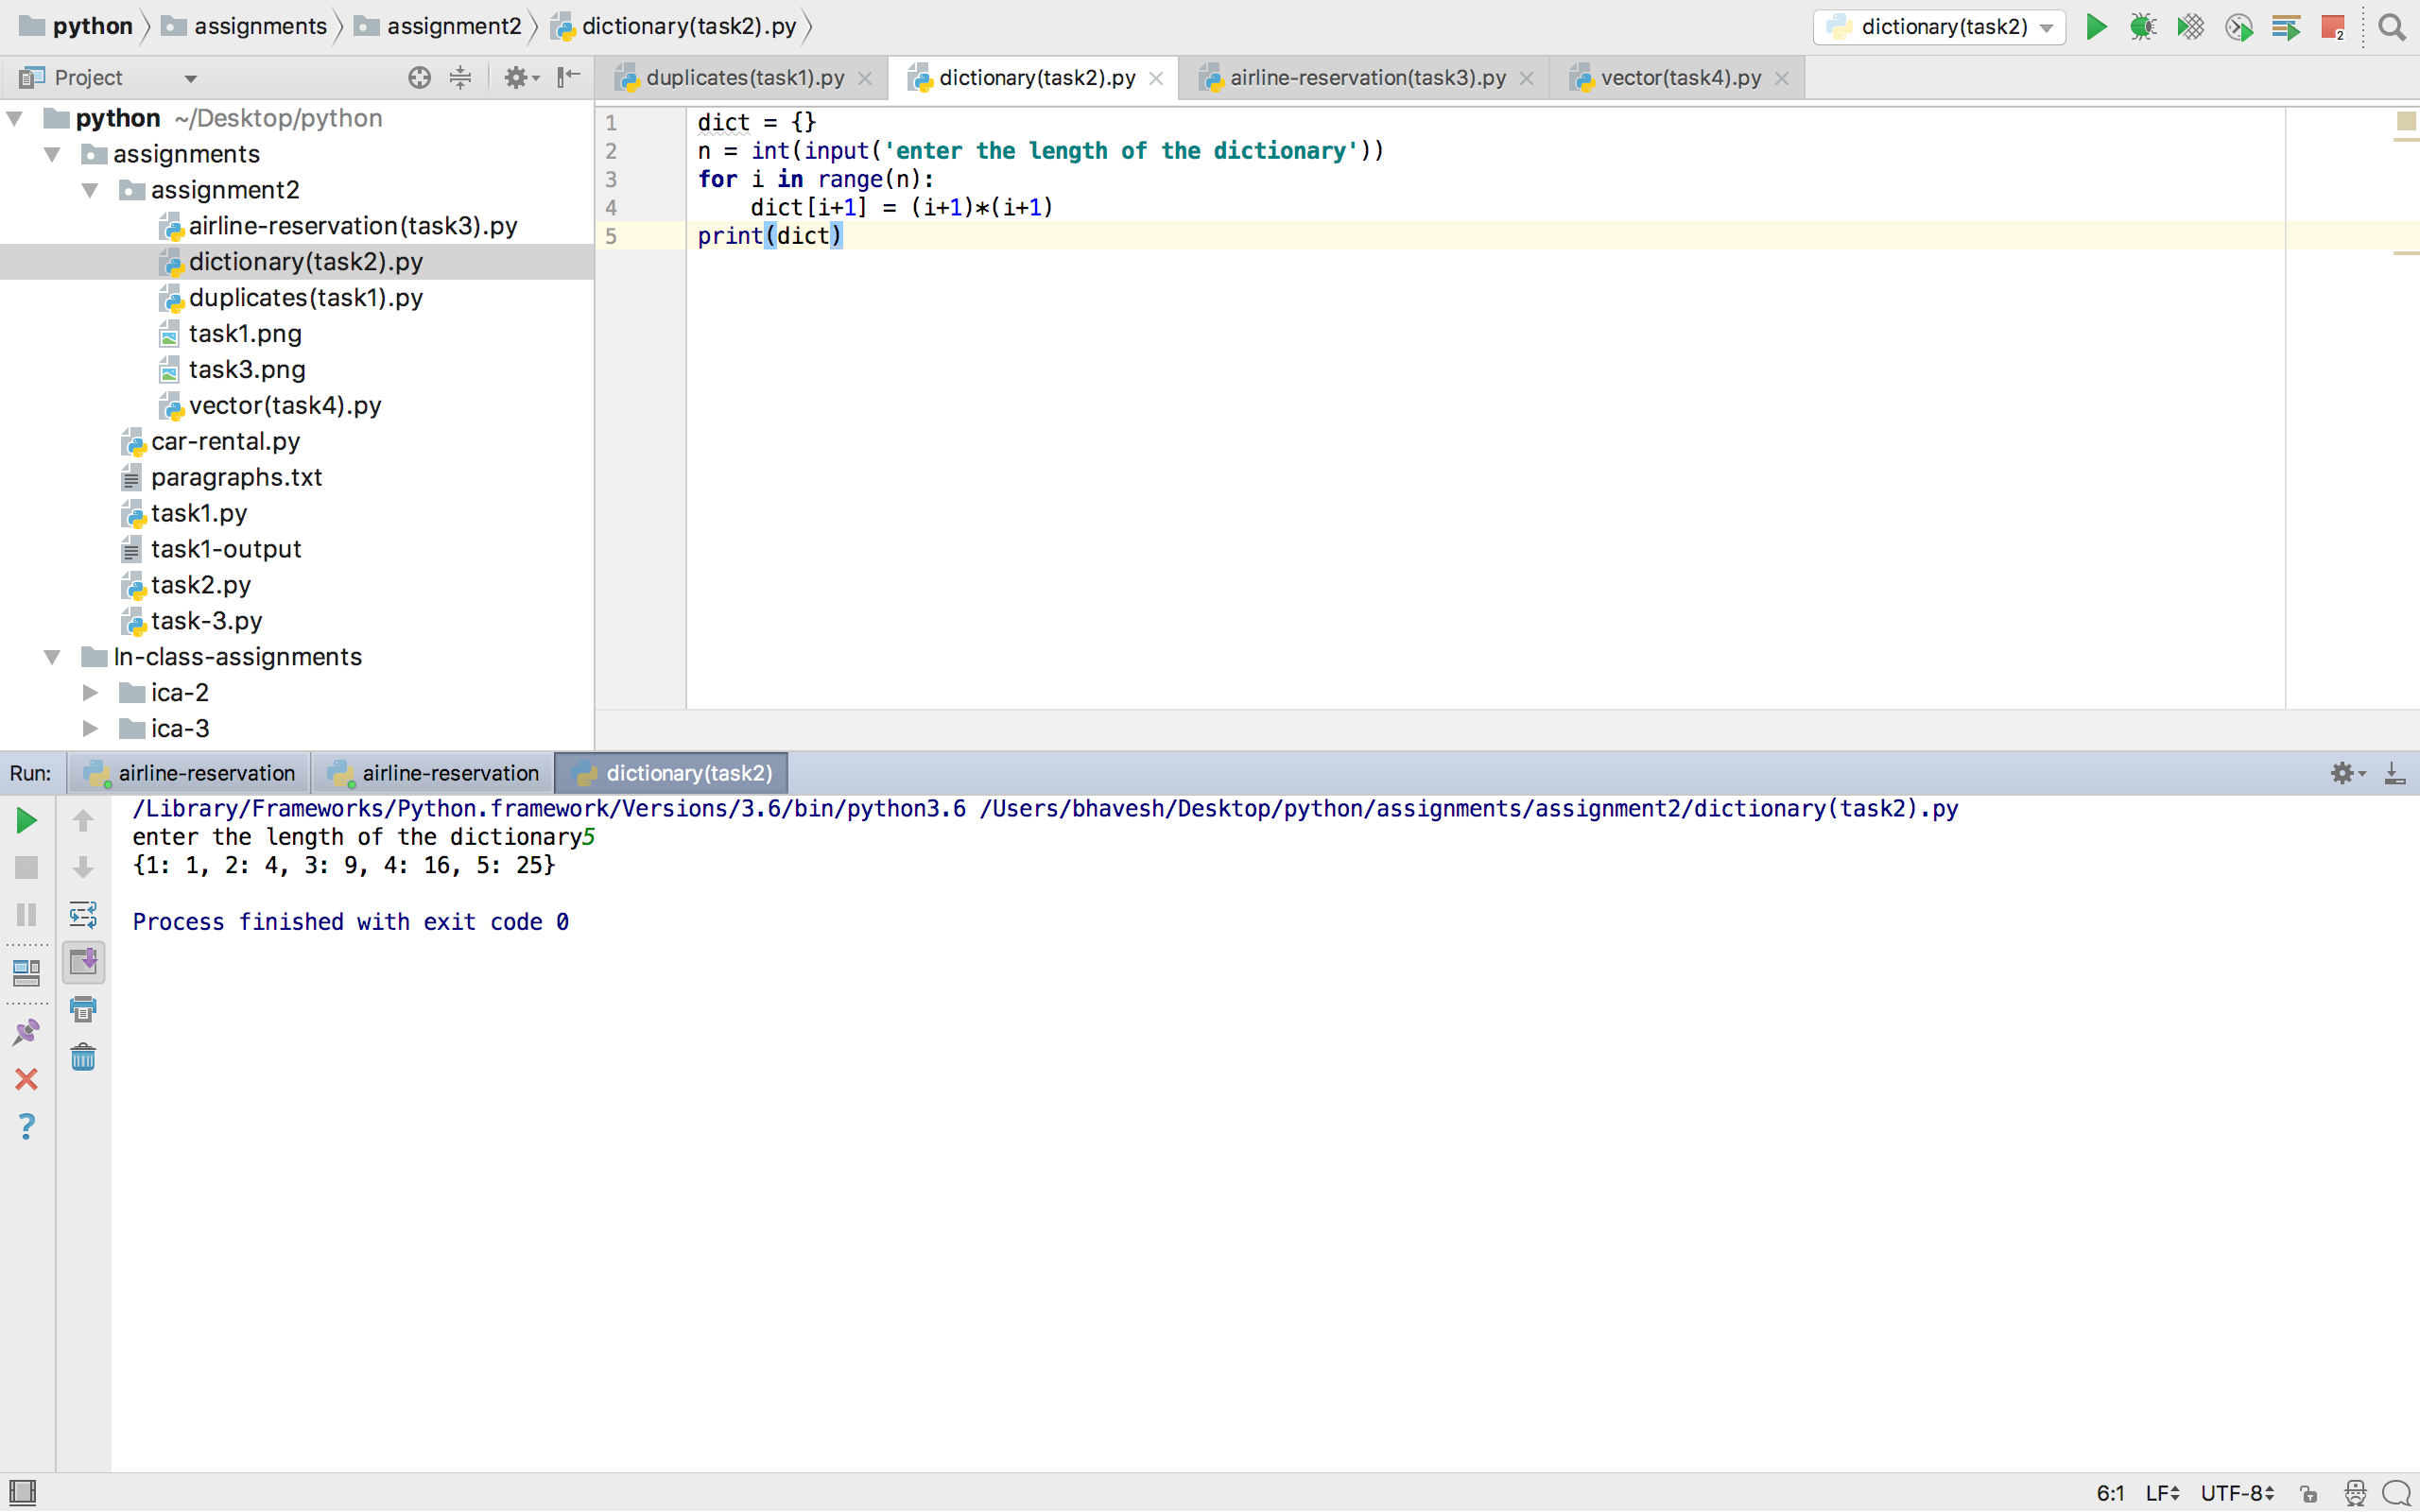 python assignments assignment2 dictionary(task2).py
dictionary(task2)
2
Project
duplicates(task1).py
dictionary(task2).py
airline-reservation(task3).py
vector(task4).py
python ~/Desktop/python
assignments
assignment2
airline-reservation(task3).py
dictionary(task2).py
duplicates(task1).py
task1.png
task3.png
vector(task4).py
car-rental.py
paragraphs.txt
task1.py
task1-output
task2.py
task-3.py
In-class-assignments
ica-2
ica-3
1 dict = {}
2 n = int(input('enter the length of the dictionary'))
3 for i in range(n):
4     dict[i+1] = (i+1)*(i+1)
5 print(dict)
Run: airline-reservation airline-reservation dictionary(task2)
/Library/Frameworks/Python.framework/Versions/3.6/bin/python3.6 /Users/bhavesh/Desktop/python/assignments/assignment2/dictionary(task2).py
enter the length of the dictionary5
{1: 1, 2: 4, 3: 9, 4: 16, 5: 25}
Process finished with exit code 0
?
6:1 LF UTF-8